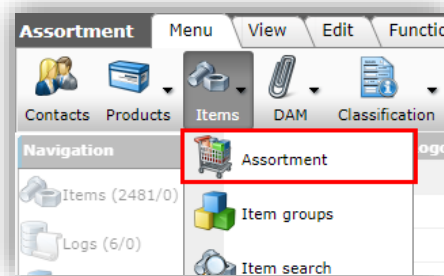 Assortment Menu View Edit Functio
Contacts Products Items DAM Classification
Navigation
Assortment
Items (2481/0)
Item groups
Logs (6/0)
Item search